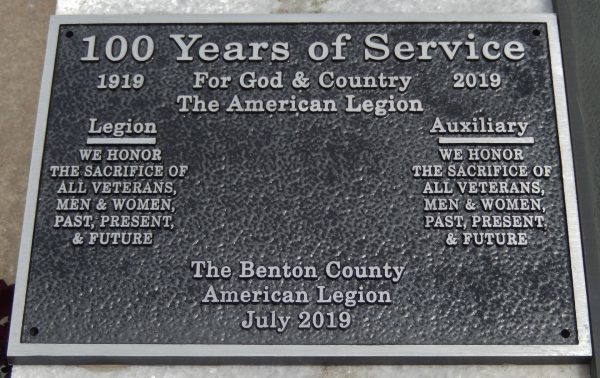 100 Years of Service
1919 For God & Country 2019
The American Legion
Legion
WE HONOR
THE SACRIFICE OF
ALL VETERANS,
MEN & WOMEN,
PAST, PRESENT,
& FUTURE
Auxiliary
WE HONOR
THE SACRIFICE OF
ALL VETERANS,
MEN & WOMEN,
PAST, PRESENT,
& FUTURE
The Benton County
American Legion
July 2019